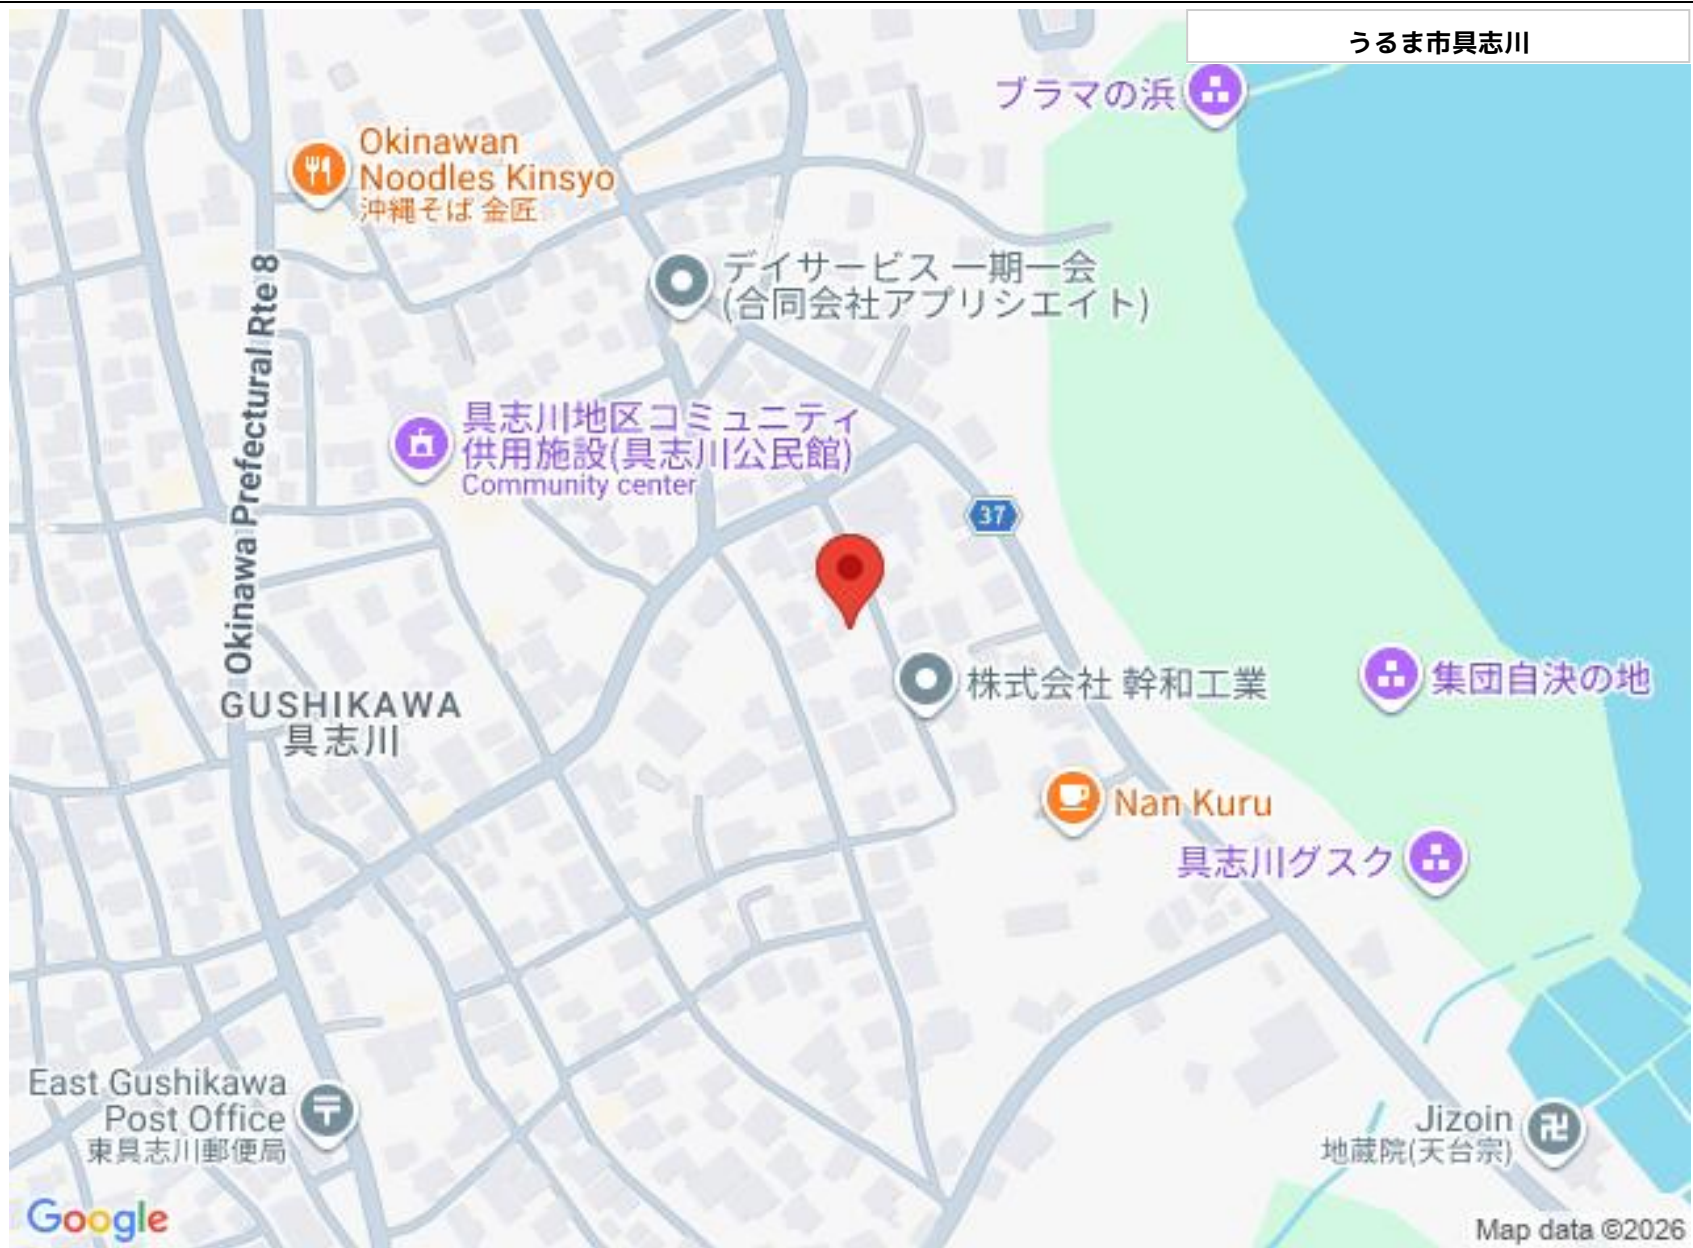 うるま市具志川
ブラマの浜
Okinawan
Noodles Kinsyo
沖縄そば 金匠
デイサービス 一期一会
(合同会社アプリシエイト)
Okinawa Prefectural Rte 8
具志川地区コミュニティ
供用施設(具志川公民館)
Community center
37
株式会社 幹和工業
集団自決の地
GUSHIKAWA
具志川
Nan Kuru
具志川グスク
East Gushikawa
Post Office
東具志川郵便局
Jizoin
地蔵院(天台宗)
Google
Map data ©2026